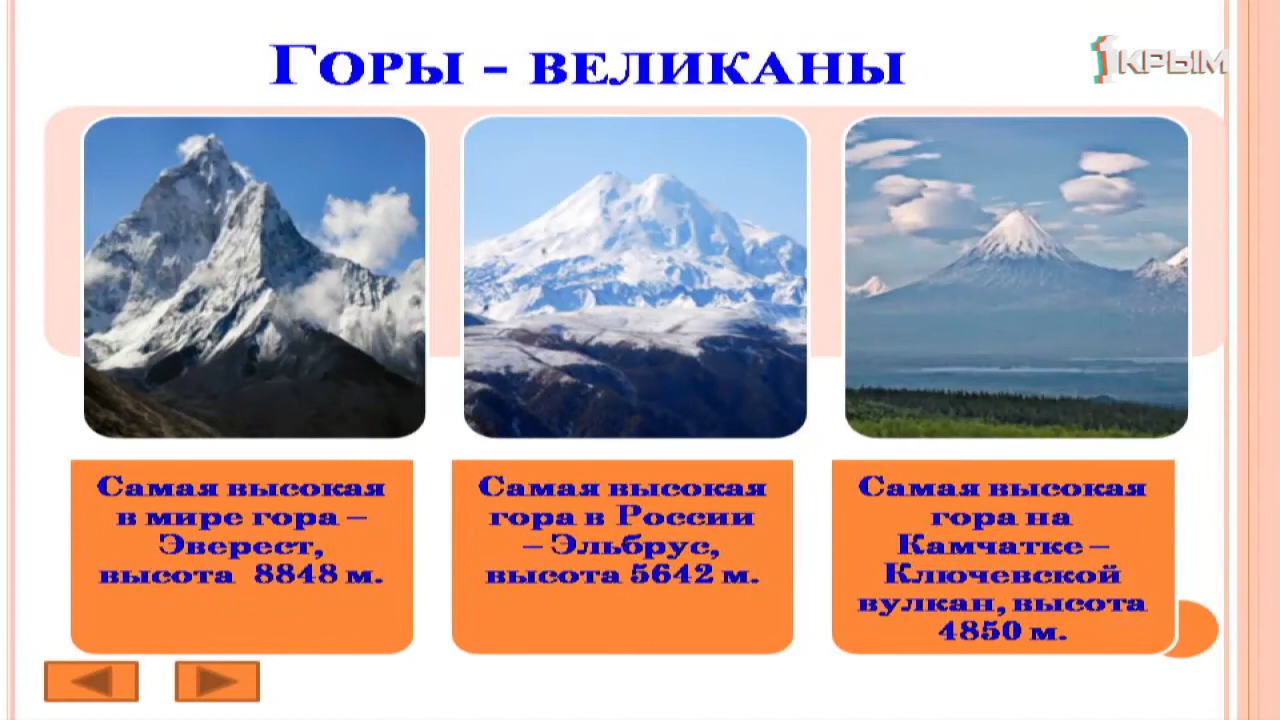 Горы - великаны
1КРЫМ
Самая высокая
в мире гора –
Эверест,
высота 8848 м.
Самая высокая
гора в России
– Эльбрус,
высота 5642 м.
Самая высокая
гора на
Камчатке –
Ключевской
вулкан, высота
4850 м.